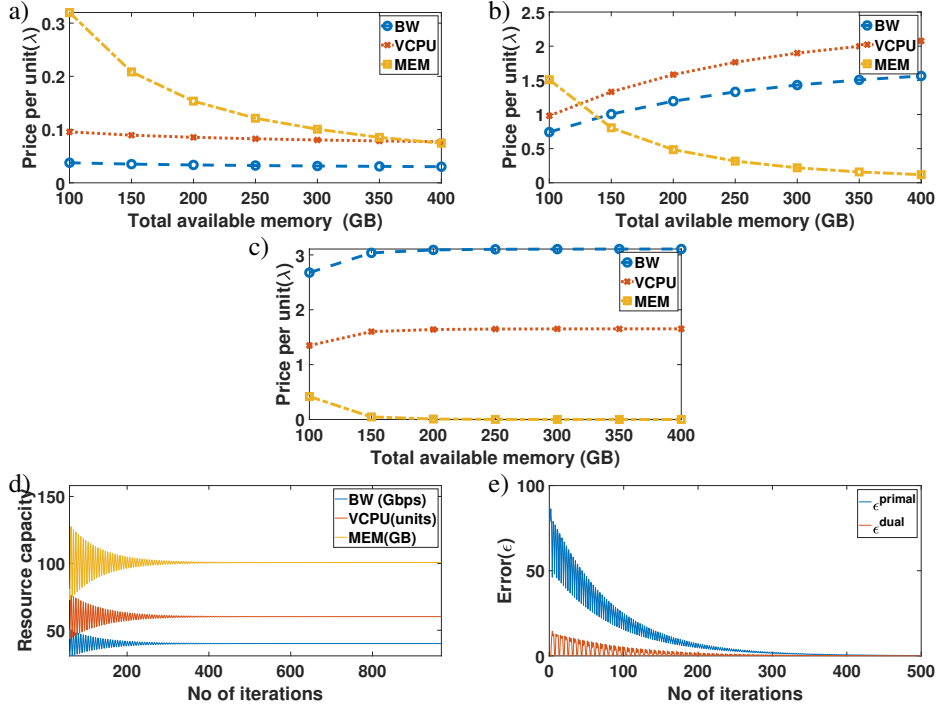 a)
Price per unit(λ)
0.3
0.2
0.1
0
BW
VCPU
MEM
100 150 200 250 300 350 400
Total available memory (GB)
b)
Price per unit(λ)
2.5
2
1.5
1
0.5
0
BW
VCPU
MEM
100 150 200 250 300 350 400
Total available memory (GB)
c)
Price per unit(λ)
3
2
1
0
BW
VCPU
MEM
100 150 200 250 300 350 400
Total available memory (GB)
d)
Resource capacity
150
100
50
BW (Gbps)
VCPU(units)
MEM(GB)
200 400 600 800
No of iterations
e)
Error(ϵ)
100
50
0
ϵ^primal
ϵ^dual
0 100 200 300 400 500
No of iterations